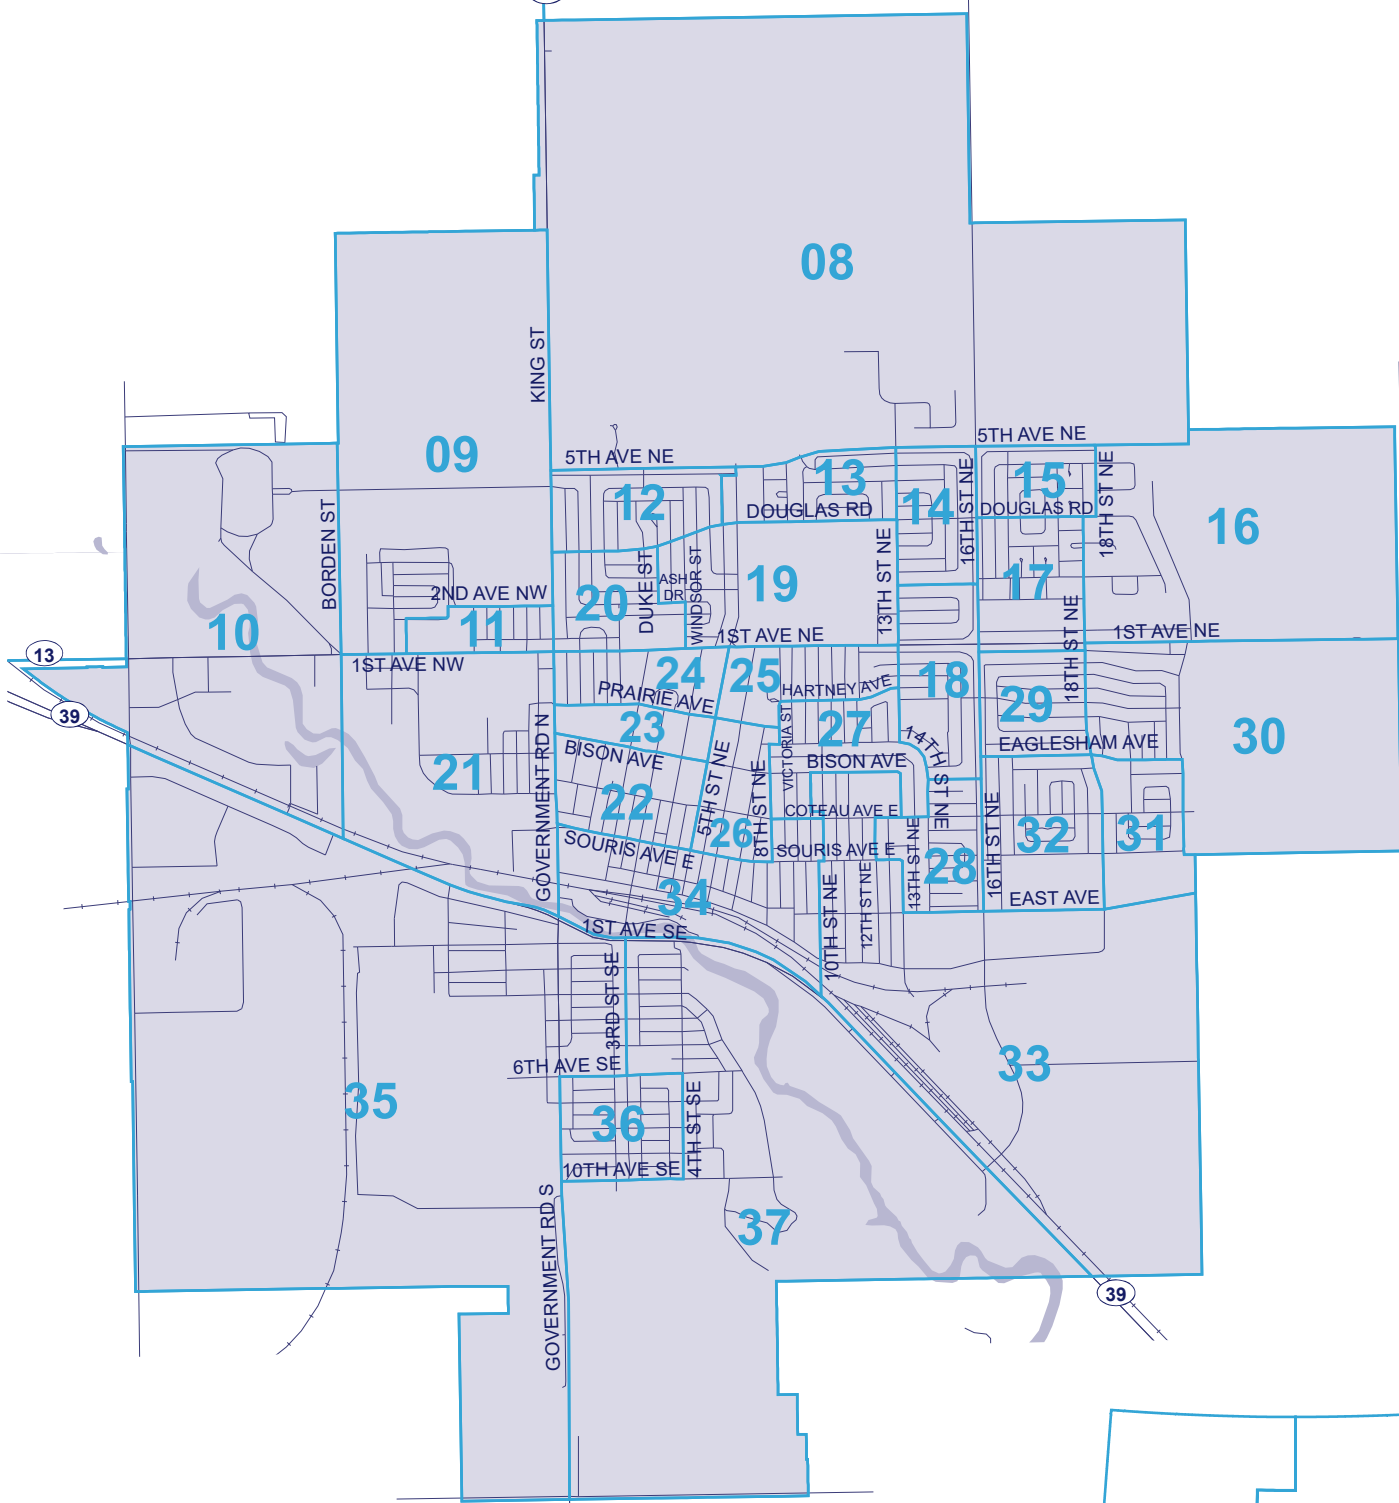 08
KING ST
09
5TH AVE NE
5TH AVE NE
12
13
14
15
16TH ST NE
18TH ST NE
16
DOUGLAS RD
DOUGLAS RD
BORDEN ST
10
2ND AVE NW
11
20
DUKE ST
ASH
DR
WINDSOR ST
19
13TH ST NE
17
18TH ST NE
1ST AVE NE
1ST AVE NE
13
39
1ST AVE NW
24
25
HARTNEY AVE
18
29
PRAIRIE AVE
23
VICTORIA ST
27
14TH ST NE
EAGLESHAM AVE
30
BISON AVE
BISON AVE
21
GOVERNMENT RD N
22
5TH ST NE
26
8TH ST NE
COTEAU AVE E
16TH ST NE
32
31
SOURIS AVE E
SOURIS AVE E
13TH ST NE
28
34
10TH ST NE
12TH ST NE
EAST AVE
1ST AVE SE
3RD ST SE
6TH AVE SE
33
35
36
4TH ST SE
10TH AVE SE
GOVERNMENT RD S
37
39